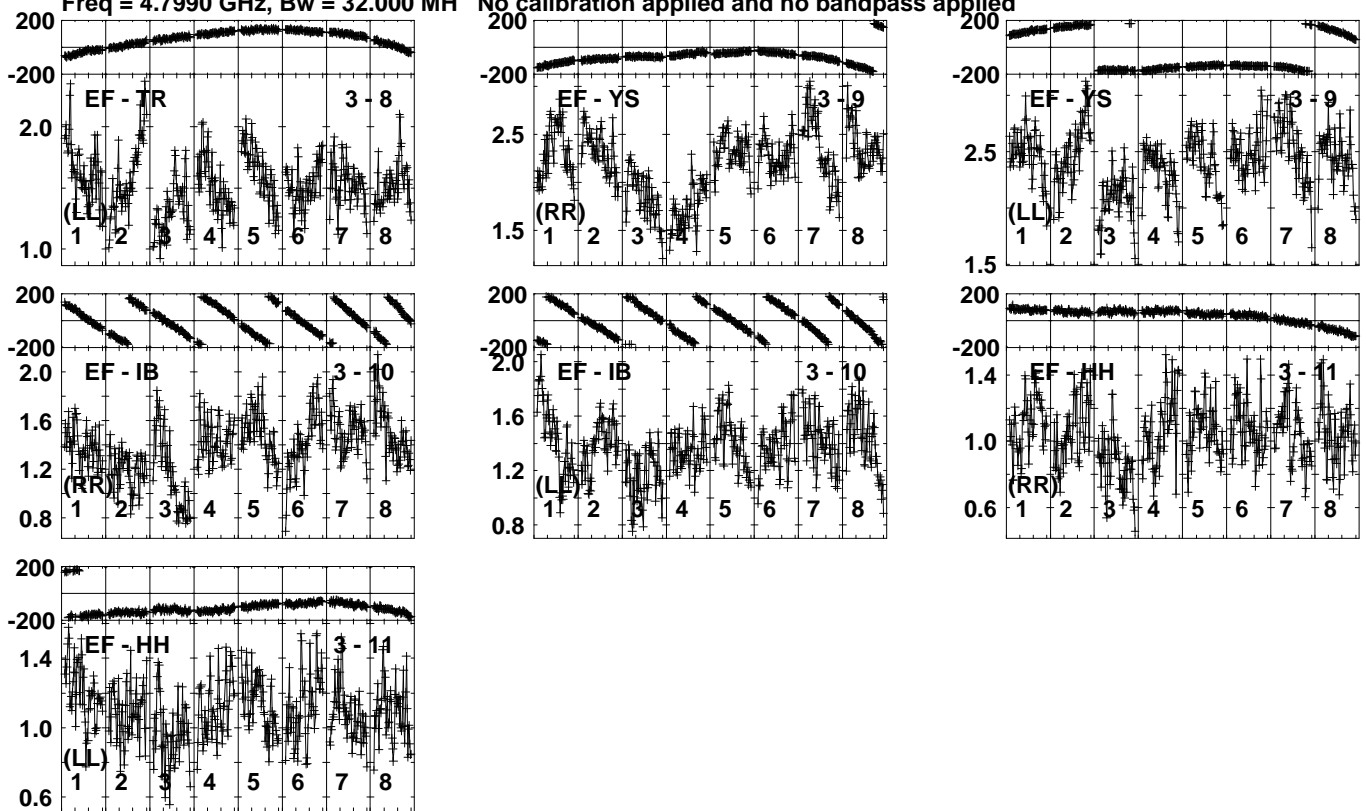 Freq = 4.7990 GHz, Bw = 32.000 MH No calibration applied and no bandpass applied
200
-200
EF - TR 3 - 8
2.0
(LL)
1 2 3 4 5 6 7 8
1.0
200
-200
EF - YS 3 - 9
2.5
(RR)
1.5
1 2 3 4 5 6 7 8
200
-200
EF - YS 3 - 9
2.5
(LL)
1 2 3 4 5 6 7 8
1.5
200
-200
2.0
EF - IB 3 - 10
1.6
1.2
(RR)
0.8
1 2 3 4 5 6 7 8
200
-200
2.0
EF - IB 3 - 10
1.6
1.2
(LL)
0.8
1 2 3 4 5 6 7 8
200
-200
1.4
EF - HH 3 - 11
1.0
(RR)
0.6
1 2 3 4 5 6 7 8
200
-200
EF - HH 3 - 11
1.4
1.0
(LL)
1 2 3 4 5 6 7 8
0.6